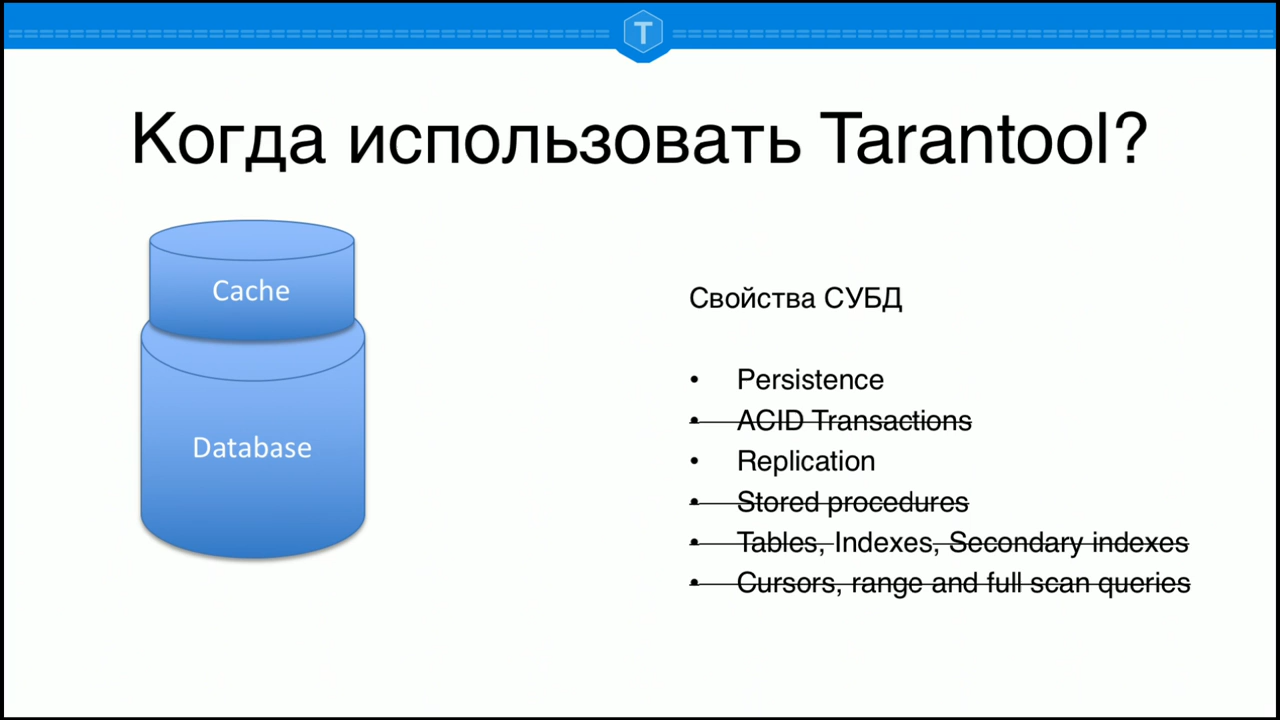 T
Когда использовать Tarantool?
Cache
Database
Свойства СУБД
• Persistence
• ACID Transactions
• Replication
• Stored procedures
• Tables, Indexes, Secondary indexes
• Cursors, range and full scan queries